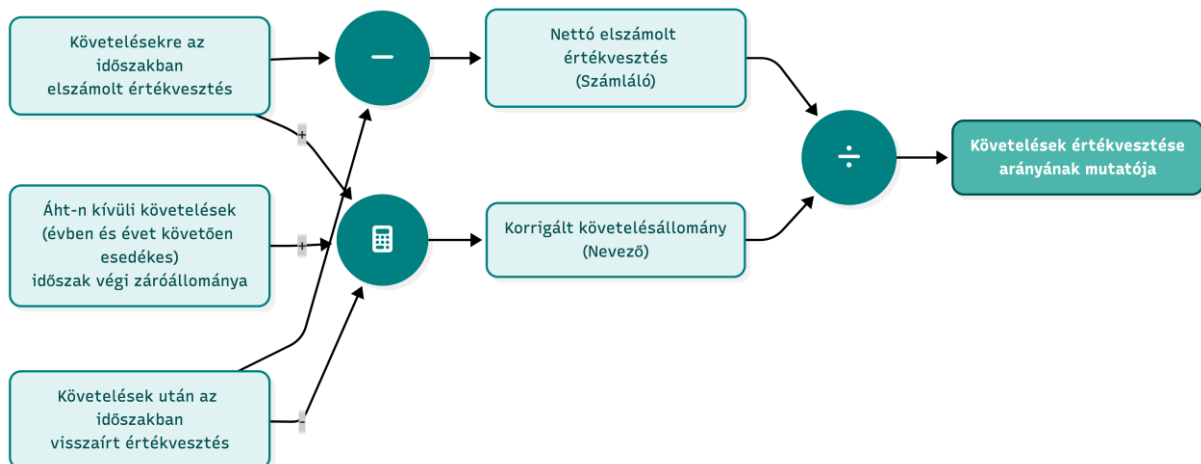 Követelésekre az
időszakban
elszámolt értékvesztés
−
Nettó elszámolt
értékvesztés
(Számláló)
÷
Követelések értékvesztése
arányának mutatója
+
Áht-n kívüli követelések
(évben és évet követően
esedékes)
időszak végi záróállománya
+
Korrigált követelésállomány
(Nevező)
Követelések után az
időszakban
visszaírt értékvesztés
-